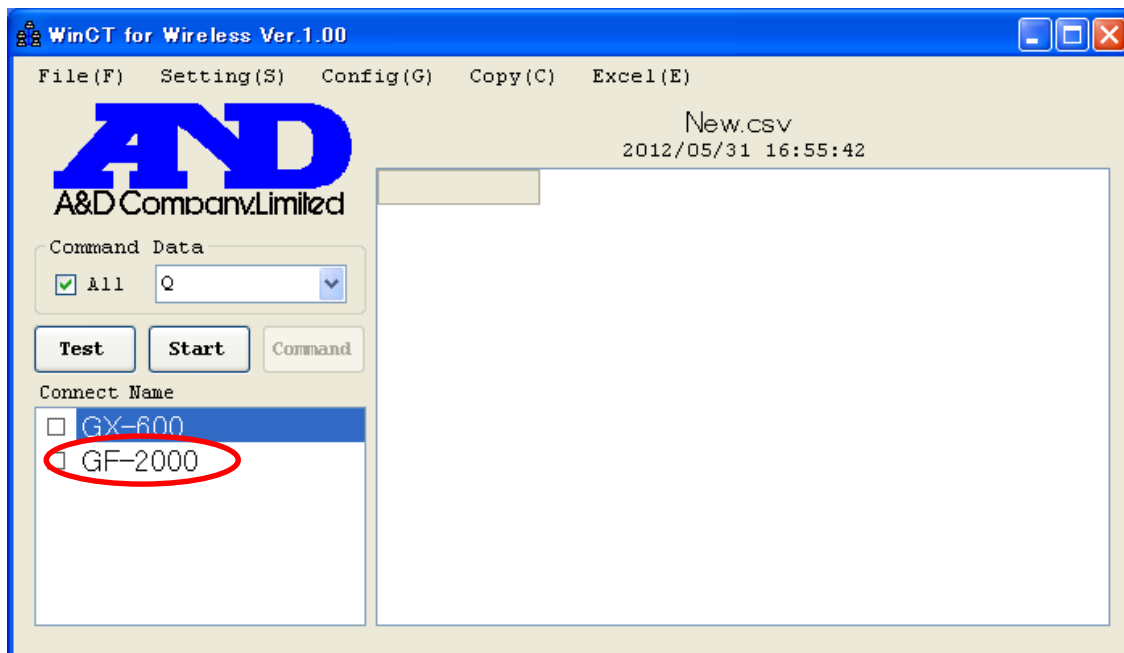 WinCT for Wireless Ver.1.00
File(F) Setting(S) Config(G) Copy(C) Excel(E)
AND
A&D Company,Limited
New.csv
2012/05/31 16:55:42
Command Data
All Q
Test Start Command
Connect Name
GX-600
GF-2000